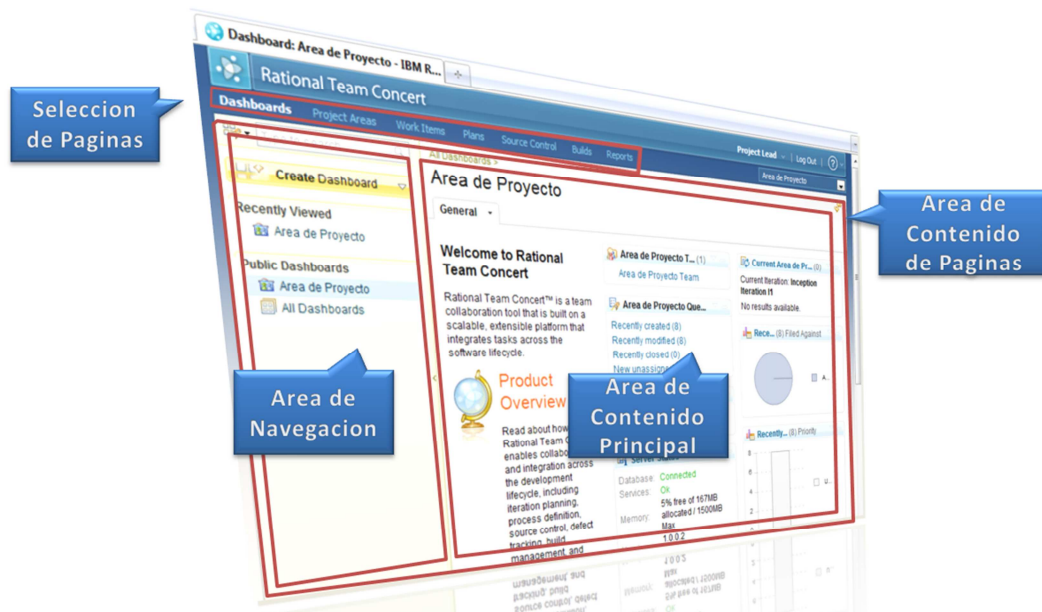 Dashboard: Area de Proyecto - IBM R...
Rational Team Concert
Dashboards Project Areas Work Items Plans Source Control Builds Reports
Project Lead | Log Out |
Area de Proyecto
Seleccion
de Paginas
Create Dashboard
Recently Viewed
Area de Proyecto
Public Dashboards
Area de Proyecto
All Dashboards
Area de
Navegacion
All Dashboards >
Area de Proyecto
General
Welcome to Rational
Team Concert
Rational Team Concert™ is a team
collaboration tool that is built on a
scalable, extensible platform that
integrates tasks across the
software lifecycle.
Product
Overview
Read about how
Rational Team
enables
and integration across
the development
lifecycle, including
iteration planning,
process definition,
source control, defect
tracking, build
management, and
Area de Proyecto T... (1)
Area de Proyecto Team
Area de Proyecto Que...
Recently created (8)
Recently modified (8)
Recently closed (0)
New
Area de
Contenido
Principal
Database: Connected
Services: Ok
Memory: 5% free of 167MB
allocated / 1500MB
Max
1.0.0.2
Current Area de Pr... (0)
Current Iteration: Inception
Iteration I1
No results available.
Rece... (8) Filed Against
A...
Recently... (8) Priority
8
6
4
2
U...
Area de
Contenido
de Paginas